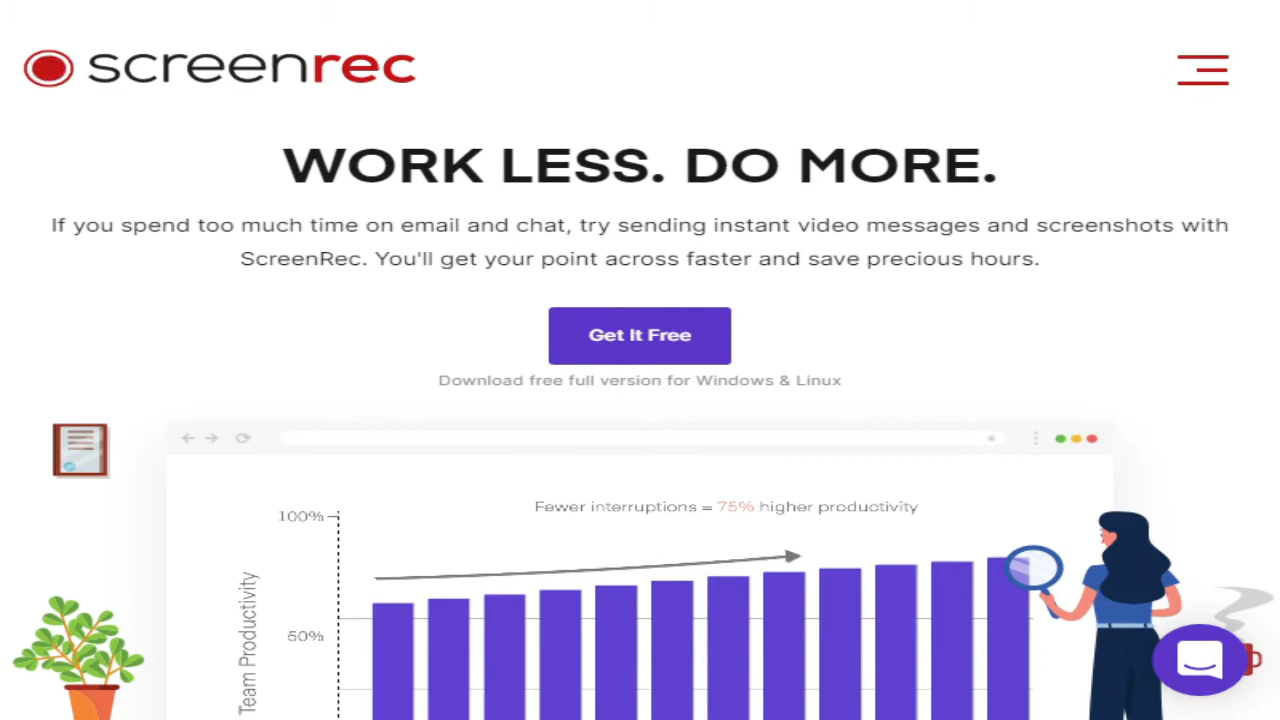 screenrec
WORK LESS. DO MORE.
If you spend too much time on email and chat, try sending instant video messages and screenshots with
ScreenRec. You'll get your point across faster and save precious hours.
Get It Free
Download free full version for Windows & Linux
Fewer interruptions = 75% higher productivity
100%
50%
Team Productivity